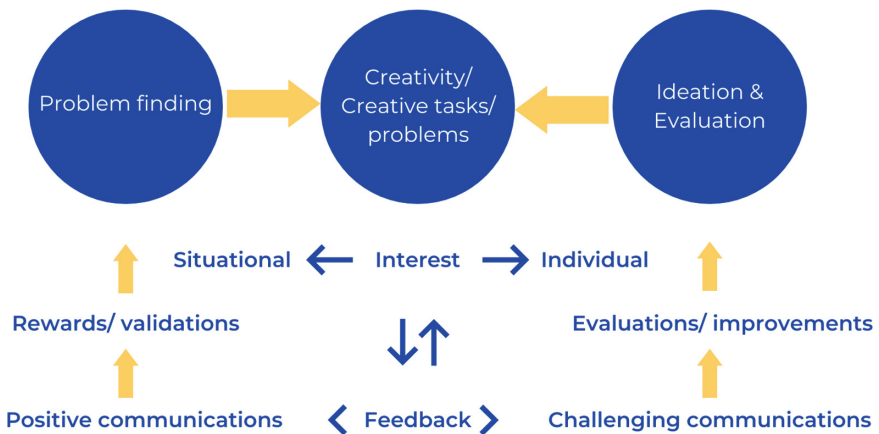 Problem finding
Creativity/
Creative tasks/
problems
Ideation &
Evaluation
Situational
Interest
Individual
Rewards/ validations
Evaluations/ improvements
Positive communications
Feedback
Challenging communications